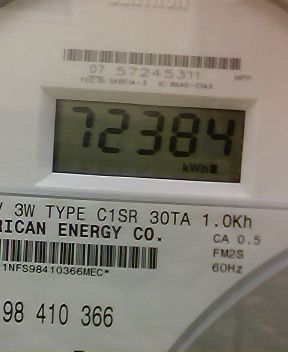 07 57245311 HPP
72384
kWh
V 3W TYPE C1SR 30TA 1.0Kh
RICAN ENERGY CO. CA 0.5
FM2S
1NFS98410366MEC* 60Hz
98 410 366